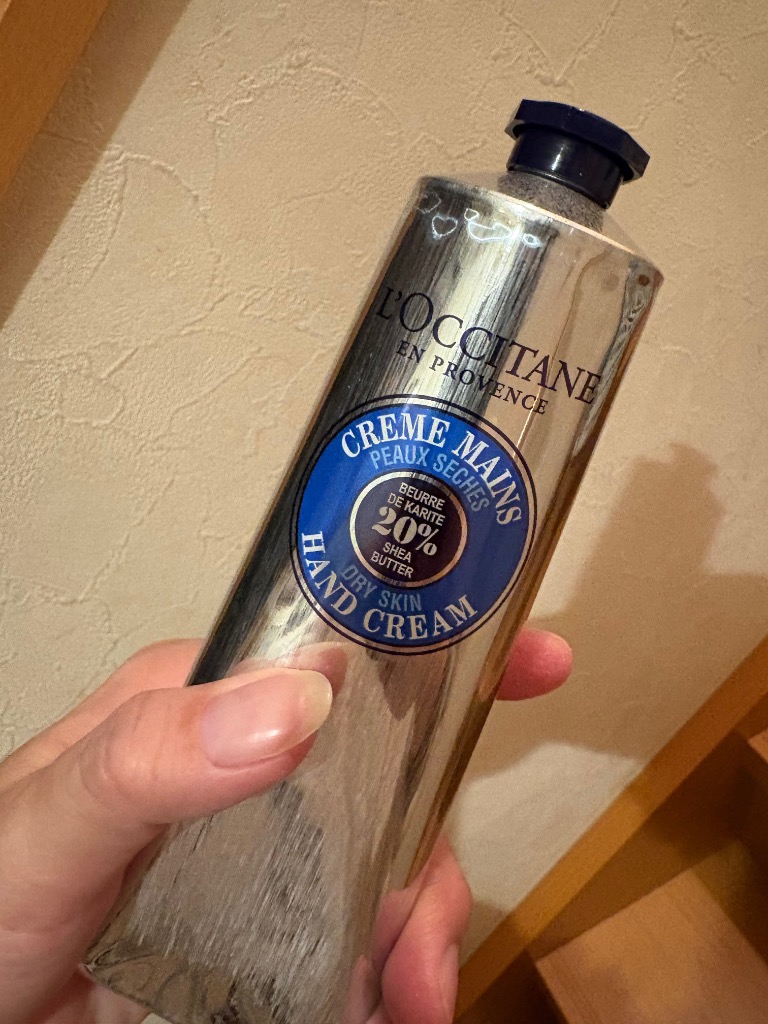 L'OCCITANE
EN PROVENCE
CREME MAINS
PEAUX SECHES
BEURRE
DE KARITE
20%
SHEA
BUTTER
DRY SKIN
HAND CREAM